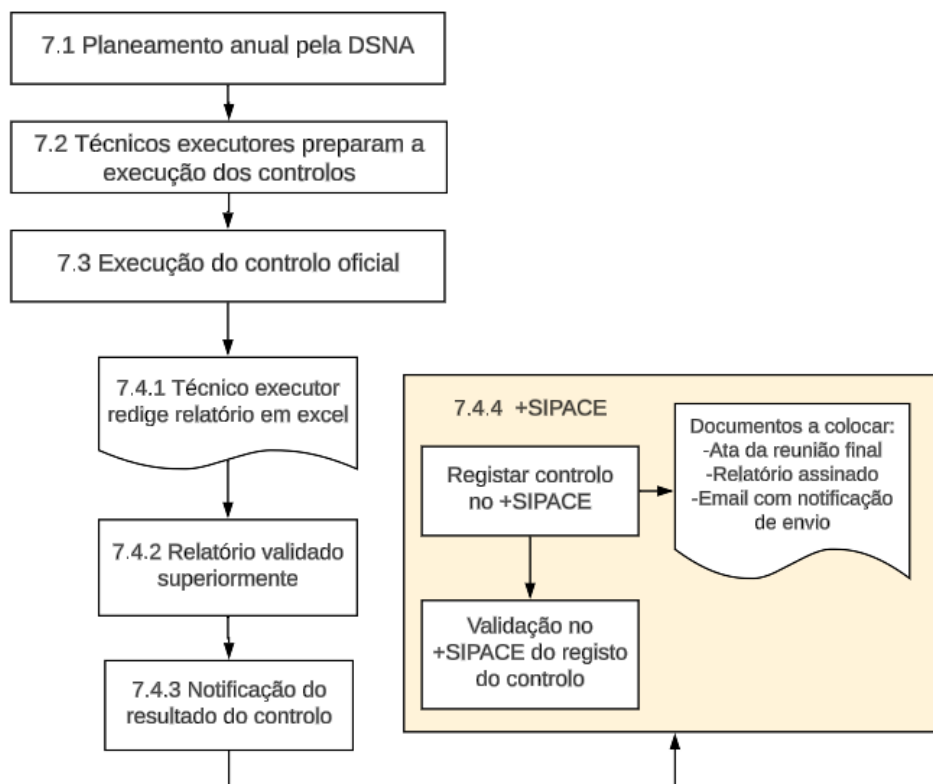 7.1 Planeamento anual pela DSNA
7.2 Técnicos executores preparam a
execução dos controlos
7.3 Execução do controlo oficial
7.4.1 Técnico executor
redige relatório em excel
7.4.2 Relatório validado
superiormente
7.4.3 Notificação do
resultado do controlo
7.4.4 +SIPACE
Registar controlo
no +SIPACE
Documentos a colocar:
-Ata da reunião final
-Relatório assinado
-Email com notificação
de envio
Validação no
+SIPACE do registo
do controlo